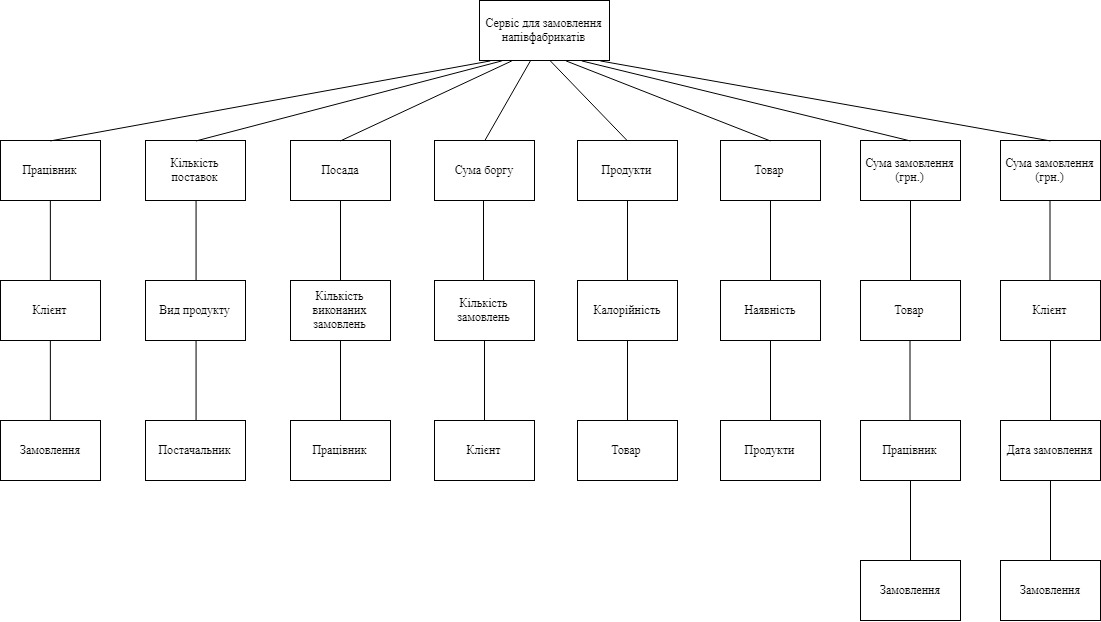 Сервіс для замовлення
напівфабрикатів
Працівник
Кількість
поставок
Посада
Сума боргу
Продукти
Товар
Сума замовлення
(грн.)
Сума замовлення
(грн.)
Клієнт
Вид продукту
Кількість
виконаних
замовлень
Кількість
замовлень
Калорійність
Наявність
Товар
Клієнт
Замовлення
Постачальник
Працівник
Клієнт
Товар
Продукти
Працівник
Дата замовлення
Замовлення
Замовлення